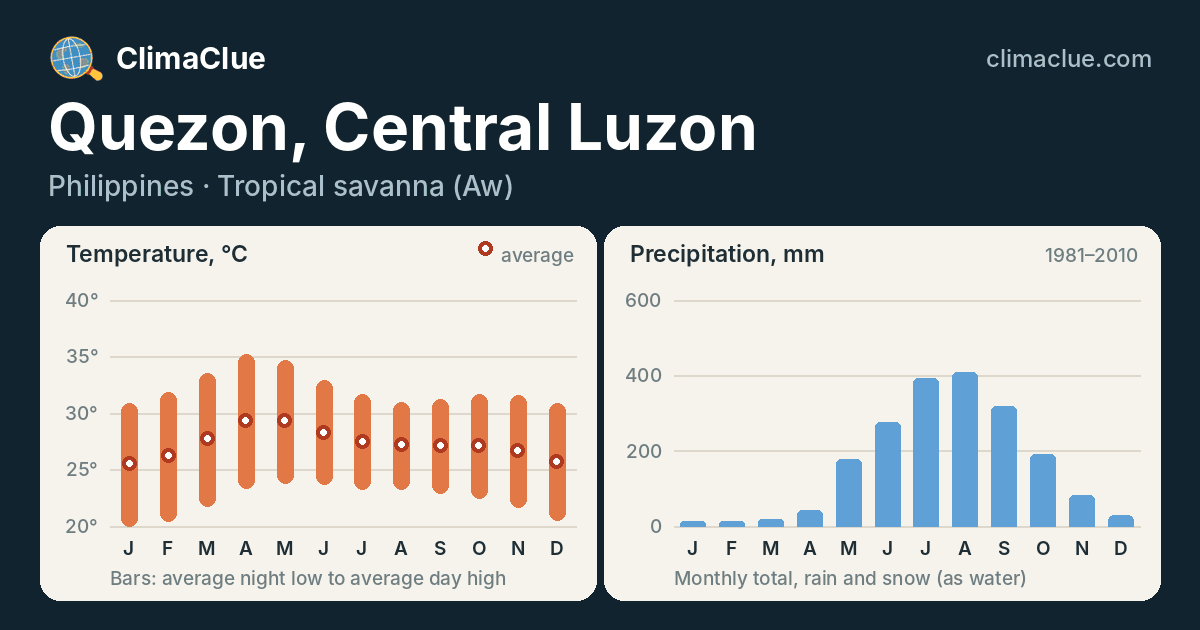 ClimaClue
climaclue.com
Quezon, Central Luzon
Philippines · Tropical savanna (Aw)
Temperature, °C
average
40°
35°
30°
25°
20°
J F M A M J J A S O N D
Bars: average night low to average day high
Precipitation, mm
1981–2010
600
400
200
0
J F M A M J J A S O N D
Monthly total, rain and snow (as water)